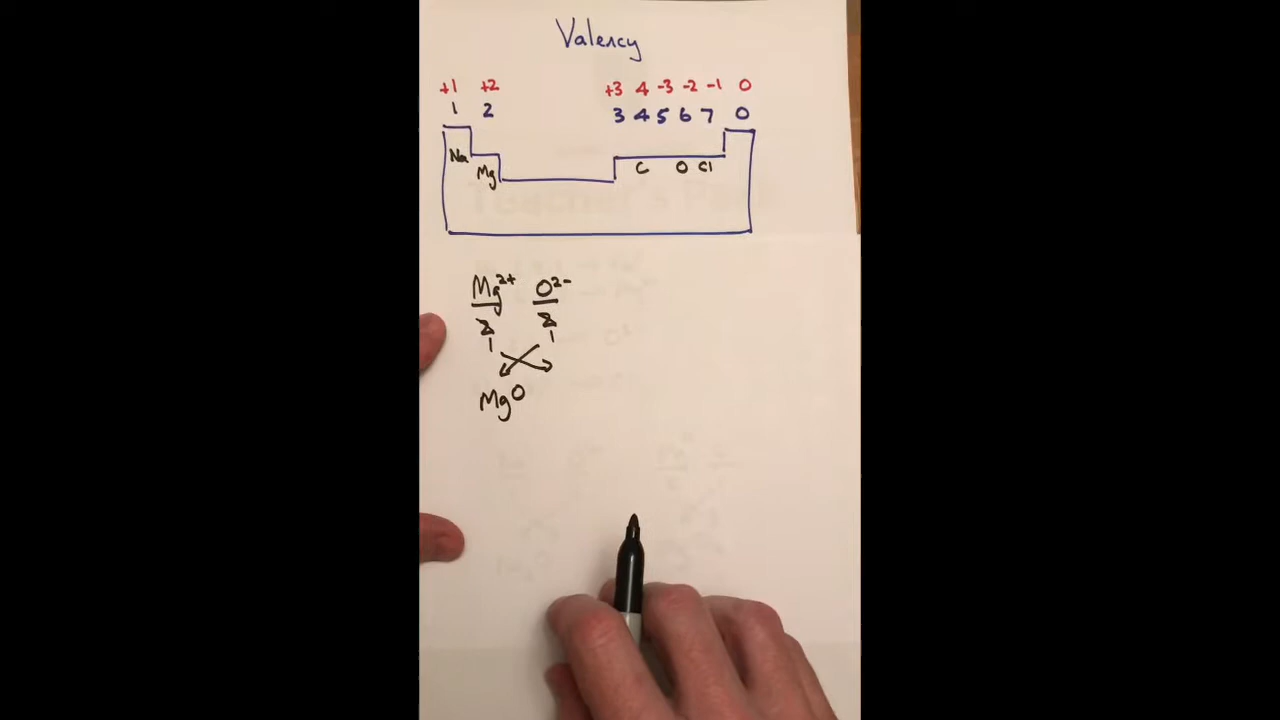 Valency
+1 +2 +3 4 -3 -2 -1 0
1 2 3 4 5 6 7 0
Na Mg C O Cl
Mg²⁺ O²⁻
2 2
1 1
MgO